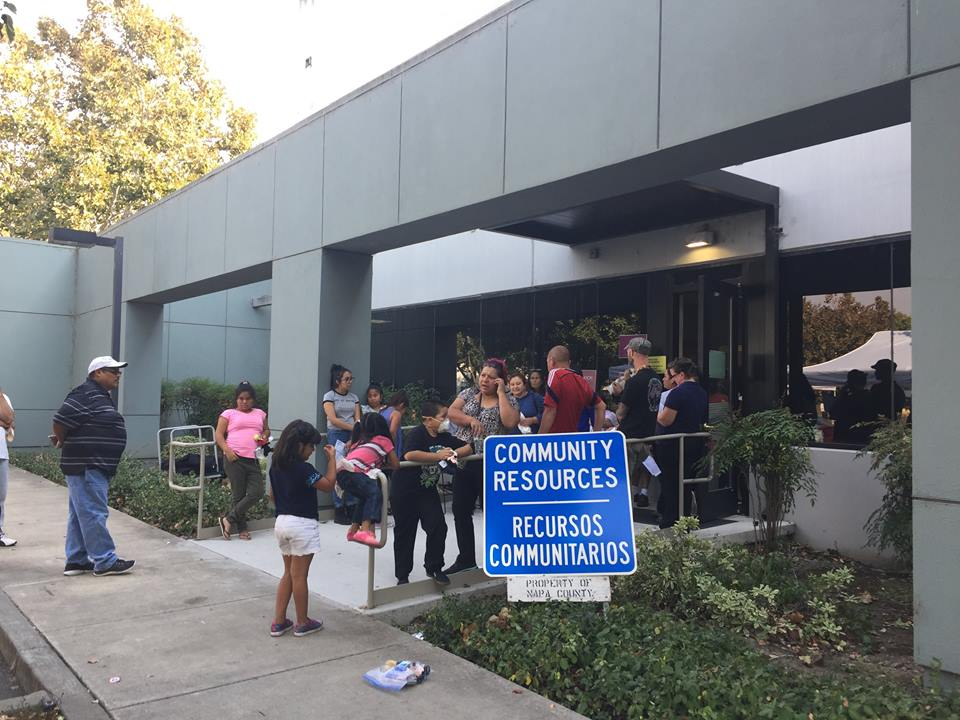 COMMUNITY
RESOURCES
RECURSOS
COMMUNITARIOS
PROPERTY OF
NAPA COUNTY